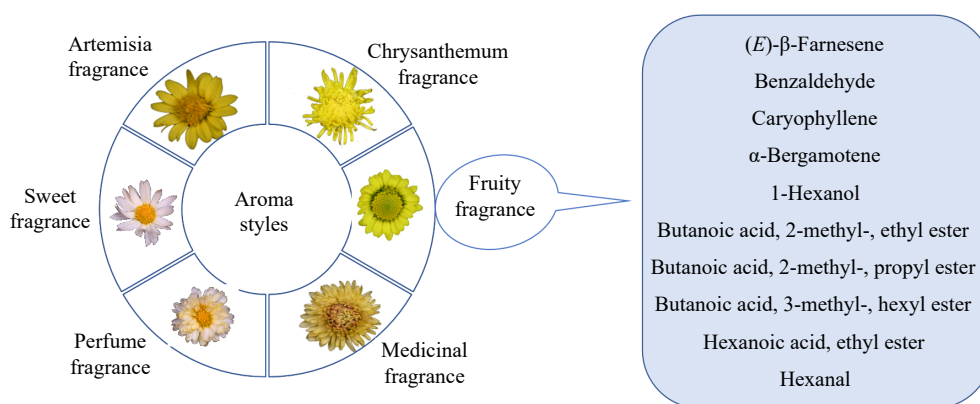 Artemisia
fragrance
Chrysanthemum
fragrance
Sweet
fragrance
Aroma
styles
Fruity
fragrance
Perfume
fragrance
Medicinal
fragrance
(E)-β-Farnesene
Benzaldehyde
Caryophyllene
α-Bergamotene
1-Hexanol
Butanoic acid, 2-methyl-, ethyl ester
Butanoic acid, 2-methyl-, propyl ester
Butanoic acid, 3-methyl-, hexyl ester
Hexanoic acid, ethyl ester
Hexanal